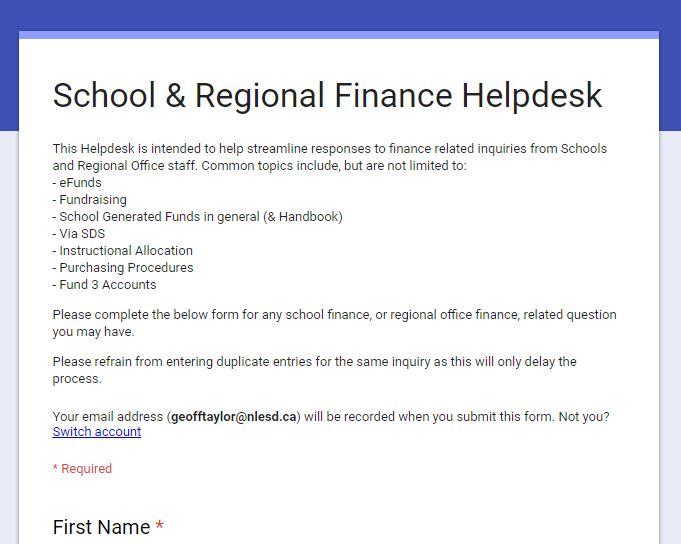 School & Regional Finance Helpdesk
This Helpdesk is intended to help streamline responses to finance related inquiries from Schools
and Regional Office staff. Common topics include, but are not limited to:
- eFunds
- Fundraising
- School Generated Funds in general (& Handbook)
- Via SDS
- Instructional Allocation
- Purchasing Procedures
- Fund 3 Accounts
Please complete the below form for any school finance, or regional office finance, related question
you may have.
Please refrain from entering duplicate entries for the same inquiry as this will only delay the
process.
Your email address (geofftaylor@nlesd.ca) will be recorded when you submit this form. Not you?
Switch account
* Required
First Name *